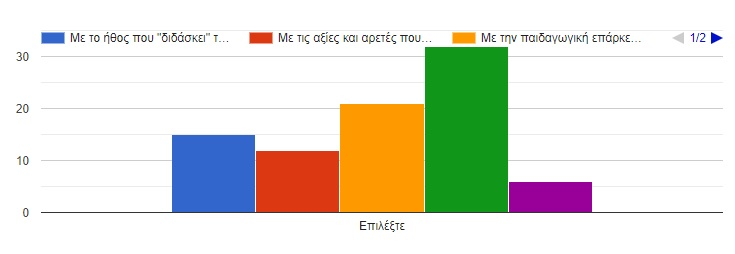 Με το ήθος που "διδάσκει" τ…
Με τις αξίες και αρετές που…
Με την παιδαγωγική επάρκε…
1/2
30
20
10
0
Επιλέξτε